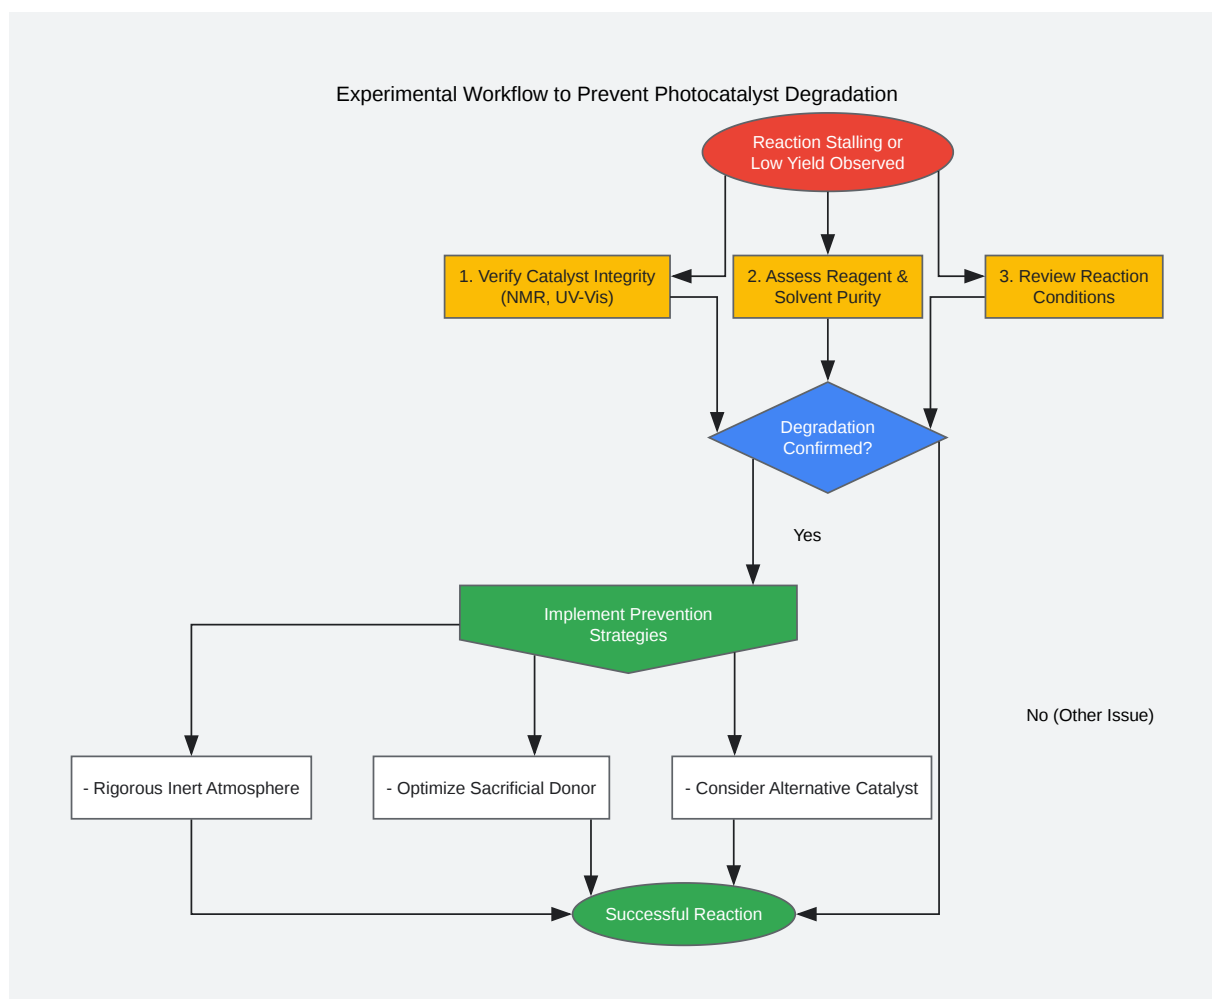 Experimental Workflow to Prevent Photocatalyst Degradation
Reaction Stalling or
Low Yield Observed
1. Verify Catalyst Integrity
(NMR, UV-Vis)
2. Assess Reagent &
Solvent Purity
3. Review Reaction
Conditions
Degradation
Confirmed?
Yes
Implement Prevention
Strategies
No (Other Issue)
- Rigorous Inert Atmosphere
- Optimize Sacrificial Donor
- Consider Alternative Catalyst
Successful Reaction